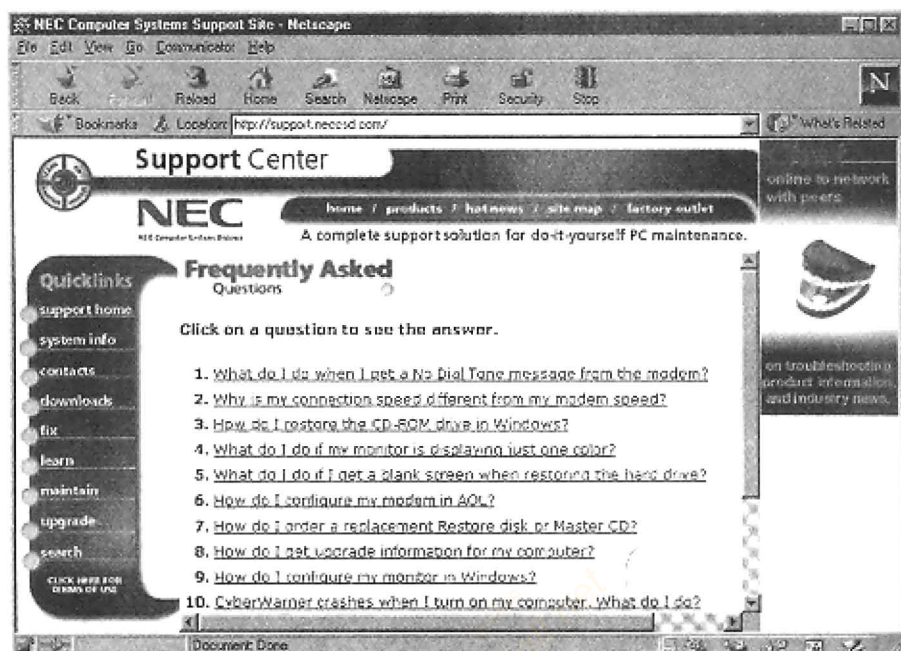 NEC Computer Systems Support Site - Netscape
File Edit View Go Communicator Help
Back Forward Reload Home Search Netscape Print Security Stop
N
Bookmarks Location: http://support.neccsd.com/ What's Related
Support Center
online to network
with peers
NEC
NEC Computer Systems Division
home / products / hot news / site map / factory outlet
A complete support solution for do-it-yourself PC maintenance.
Quicklinks
support home
system info
contacts
downloads
fix
learn
maintain
upgrade
search
CLICK HERE FOR
TERMS OF USE
Frequently Asked
Questions
Click on a question to see the answer.
1. What do I do when I get a No Dial Tone message from the modem?
2. Why is my connection speed different from my modem speed?
3. How do I restore the CD-ROM drive in Windows?
4. What do I do if my monitor is displaying just one color?
5. What do I do if I get a blank screen when restoring the hard drive?
6. How do I configure my modem in AOL?
7. How do I order a replacement Restore disk or Master CD?
8. How do I get upgrade information for my computer?
9. How do I configure my monitor in Windows?
10. CyberWarner crashes when I turn on my computer. What do I do?
on troubleshooting
product information,
and industry news.
Document: Done